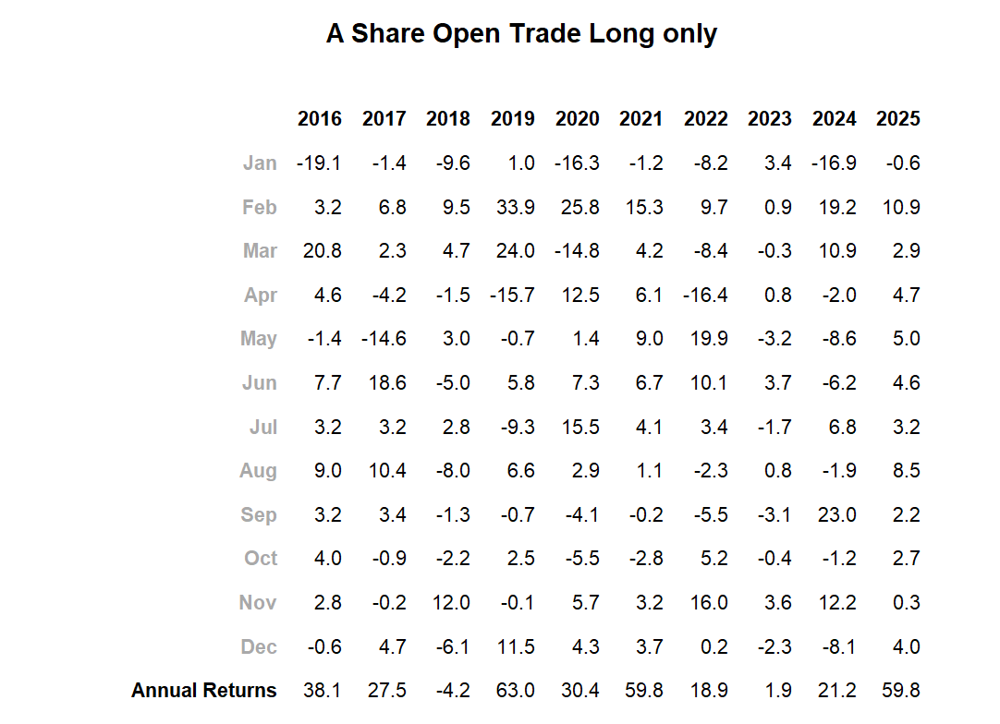 A Share Open Trade Long only
2016 2017 2018 2019 2020 2021 2022 2023 2024 2025
Jan -19.1 -1.4 -9.6 1.0 -16.3 -1.2 -8.2 3.4 -16.9 -0.6
Feb 3.2 6.8 9.5 33.9 25.8 15.3 9.7 0.9 19.2 10.9
Mar 20.8 2.3 4.7 24.0 -14.8 4.2 -8.4 -0.3 10.9 2.9
Apr 4.6 -4.2 -1.5 -15.7 12.5 6.1 -16.4 0.8 -2.0 4.7
May -1.4 -14.6 3.0 -0.7 1.4 9.0 19.9 -3.2 -8.6 5.0
Jun 7.7 18.6 -5.0 5.8 7.3 6.7 10.1 3.7 -6.2 4.6
Jul 3.2 3.2 2.8 -9.3 15.5 4.1 3.4 -1.7 6.8 3.2
Aug 9.0 10.4 -8.0 6.6 2.9 1.1 -2.3 0.8 -1.9 8.5
Sep 3.2 3.4 -1.3 -0.7 -4.1 -0.2 -5.5 -3.1 23.0 2.2
Oct 4.0 -0.9 -2.2 2.5 -5.5 -2.8 5.2 -0.4 -1.2 2.7
Nov 2.8 -0.2 12.0 -0.1 5.7 3.2 16.0 3.6 12.2 0.3
Dec -0.6 4.7 -6.1 11.5 4.3 3.7 0.2 -2.3 -8.1 4.0
Annual Returns 38.1 27.5 -4.2 63.0 30.4 59.8 18.9 1.9 21.2 59.8